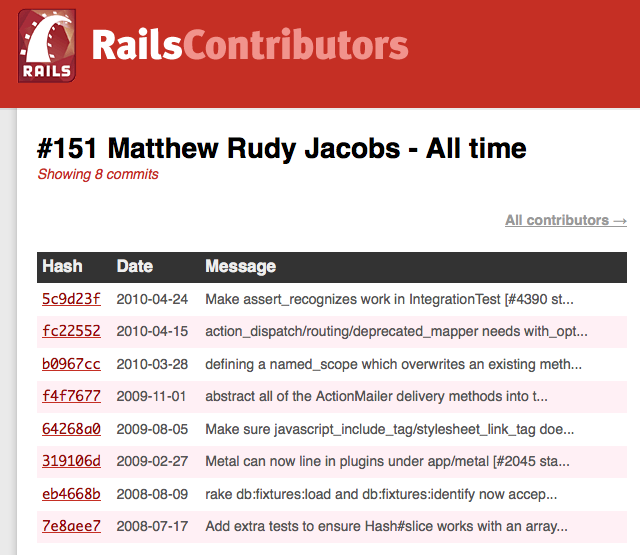 RAILS
RailsContributors
#151 Matthew Rudy Jacobs - All time
Showing 8 commits
All contributors →
Hash Date Message
5c9d23f 2010-04-24 Make assert_recognizes work in IntegrationTest [#4390 st...
fc22552 2010-04-15 action_dispatch/routing/deprecated_mapper needs with_opt...
b0967cc 2010-03-28 defining a named_scope which overwrites an existing meth...
f4f7677 2009-11-01 abstract all of the ActionMailer delivery methods into t...
64268a0 2009-08-05 Make sure javascript_include_tag/stylesheet_link_tag doe...
319106d 2009-02-27 Metal can now line in plugins under app/metal [#2045 sta...
eb4668b 2008-08-09 rake db:fixtures:load and db:fixtures:identify now accep...
7e8aee7 2008-07-17 Add extra tests to ensure Hash#slice works with an array...